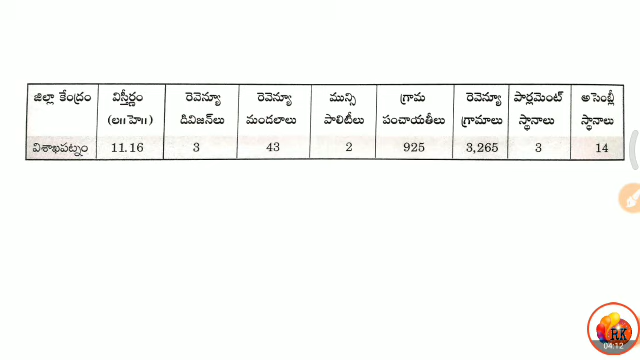 జిల్లా కేంద్రం విస్తీర్ణం రెవెన్యూ రెవెన్యూ మున్సి గ్రామ రెవెన్యూ పార్లమెంట్ అసెంబ్లీ
(ల॥హె॥) డివిజన్‌లు మండలాలు పాలిటీలు పంచాయతీలు గ్రామాలు స్థానాలు స్థానాలు
విశాఖపట్నం 11.16 3 43 2 925 3,265 3 14
RK
04:12